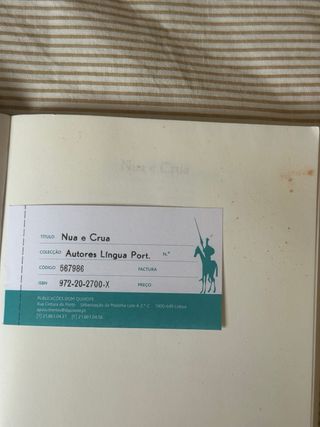 Nua e Crua
TÍTULO Nua e Crua
COLECÇÃO Autores Língua Port. N.º
CÓDIGO 567986 FACTURA
ISBN 972-20-2700-X PREÇO
PUBLICAÇÕES DOM QUIXOTE